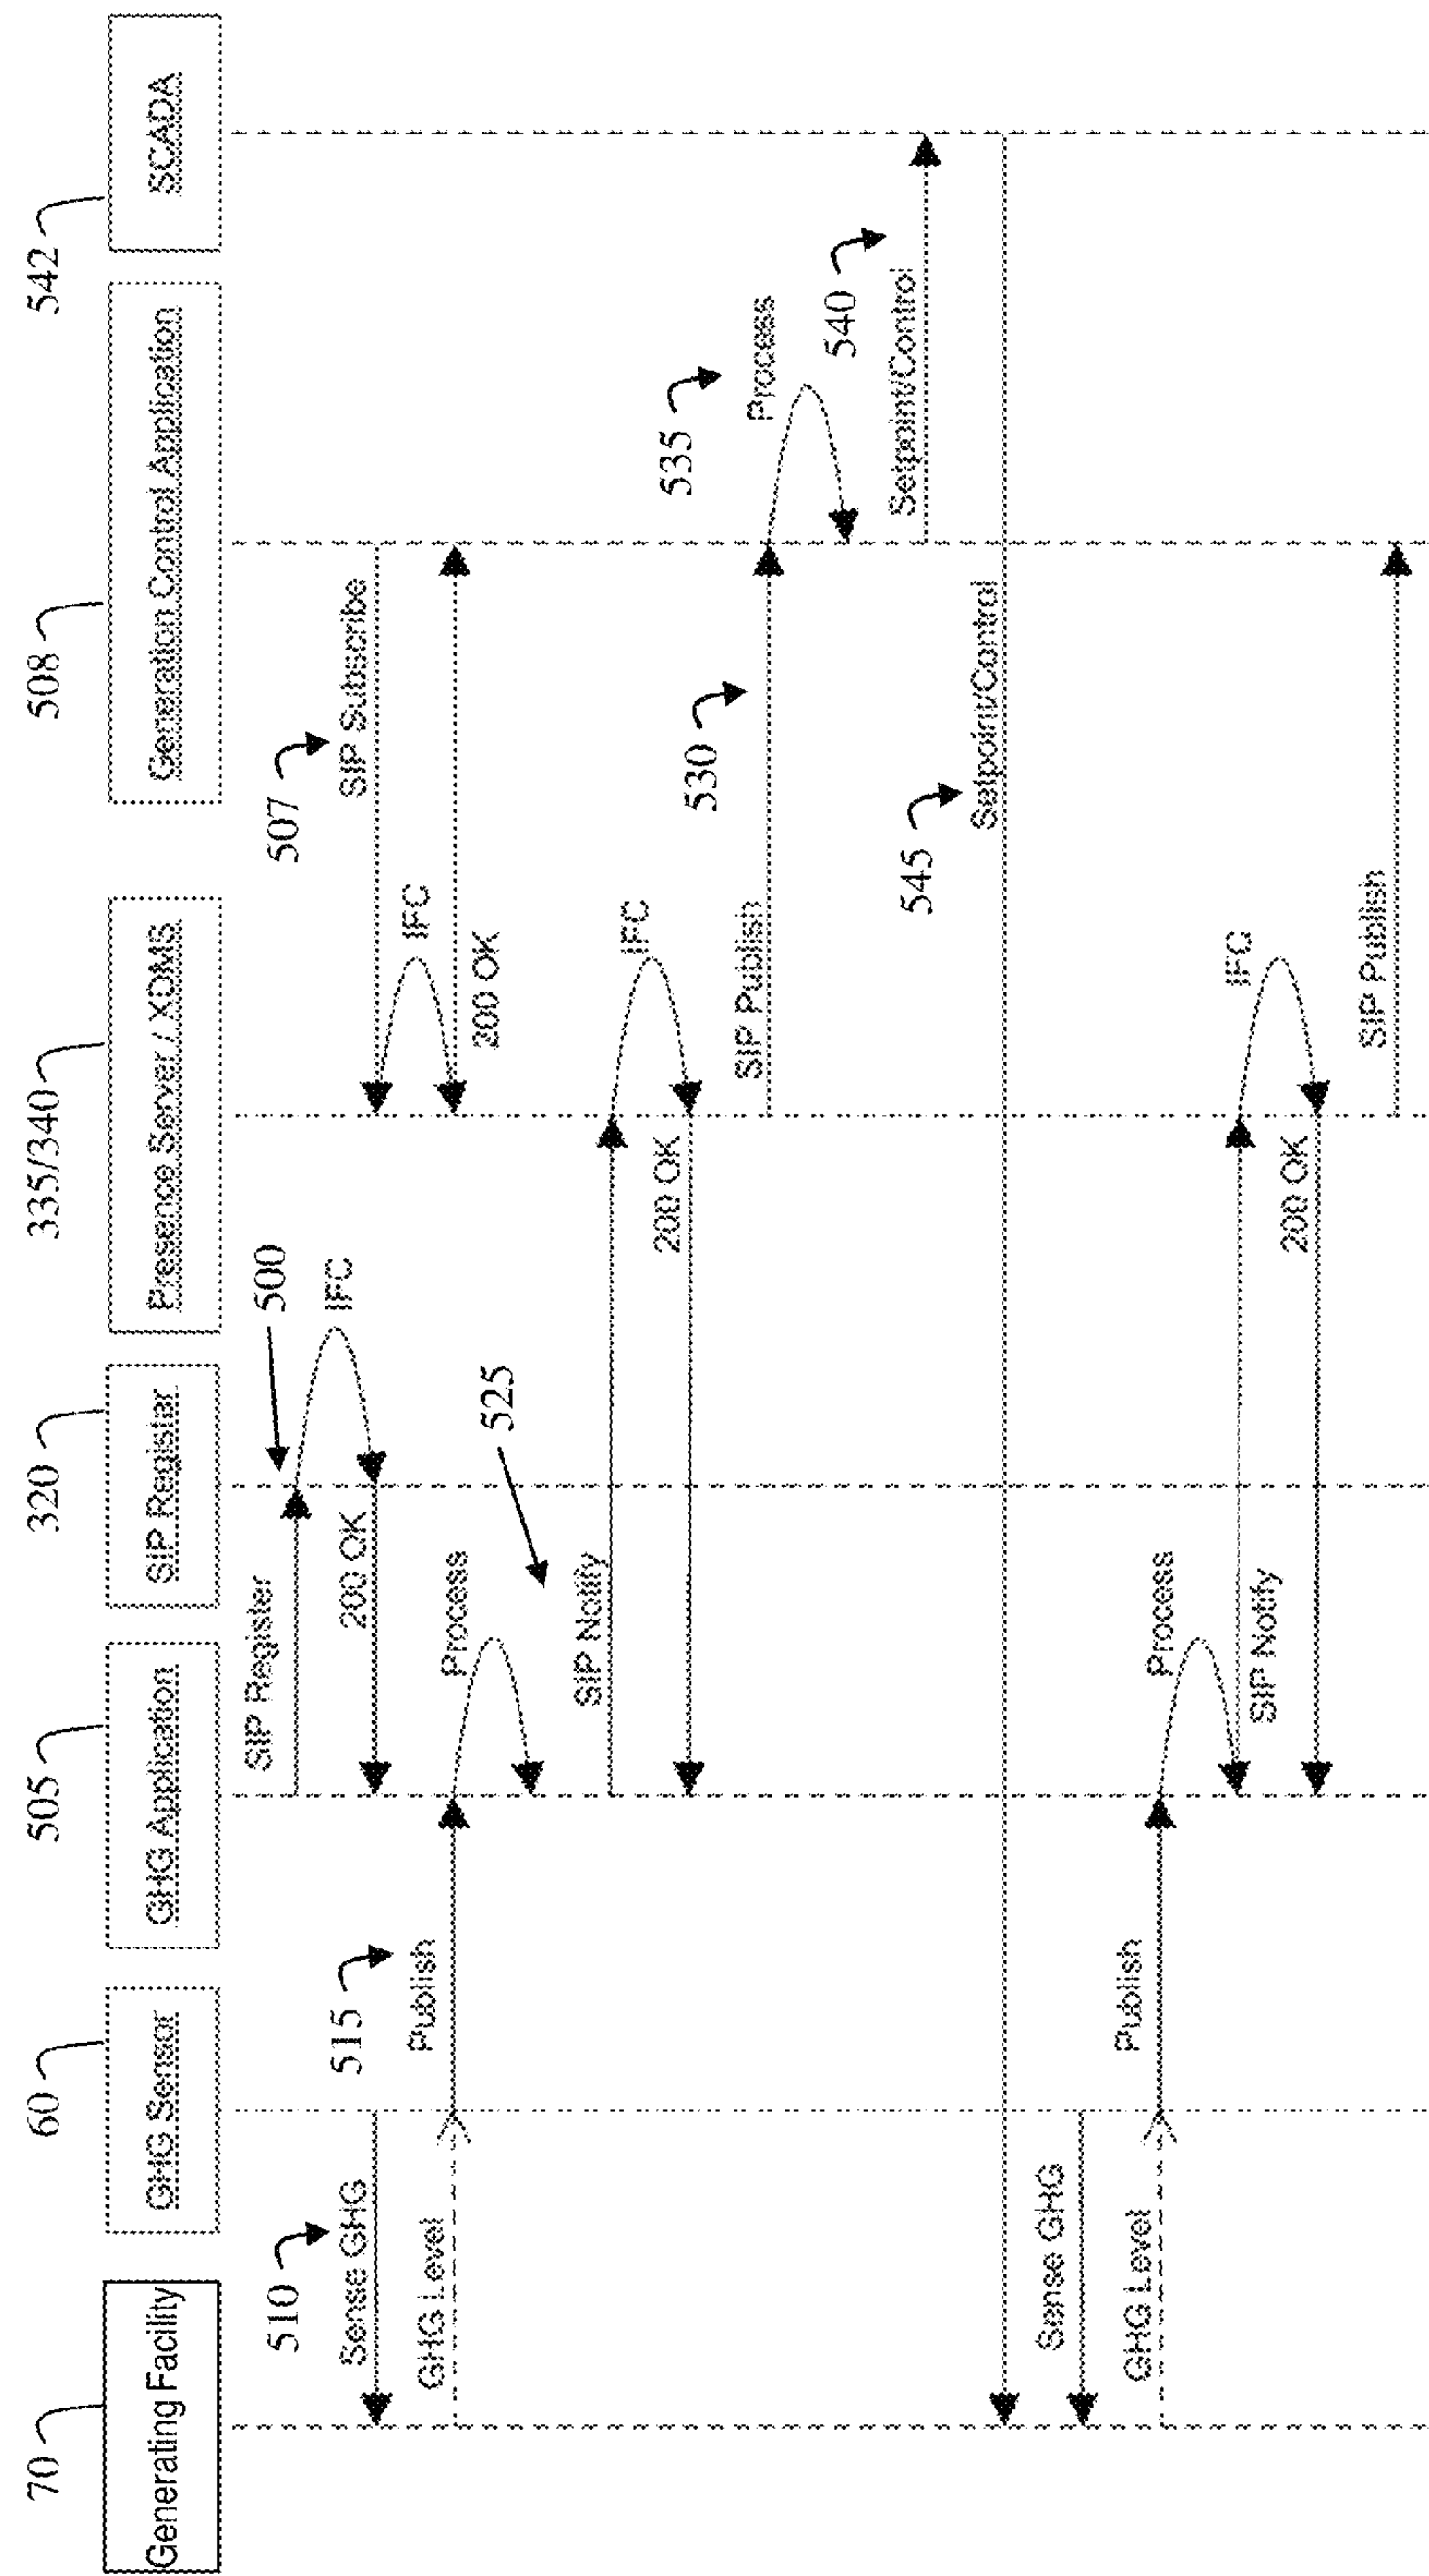 70
Generating Facility
60
GHG Sensor
505
GHG Application
320
SIP Register
335/340
Presence Server / XDMS
508
Generation Control Application
542
SCADA
SIP Register
500
IFC
200 OK
510
Sense GHG
507
SIP Subscribe
IFC
200 OK
GHG Level
515
Publish
Process
525
SIP Notify
IFC
200 OK
SIP Publish
530
535
Process
540
Setpoint/Control
545
Setpoint/Control
Sense GHG
GHG Level
Publish
Process
SIP Notify
IFC
200 OK
SIP Publish